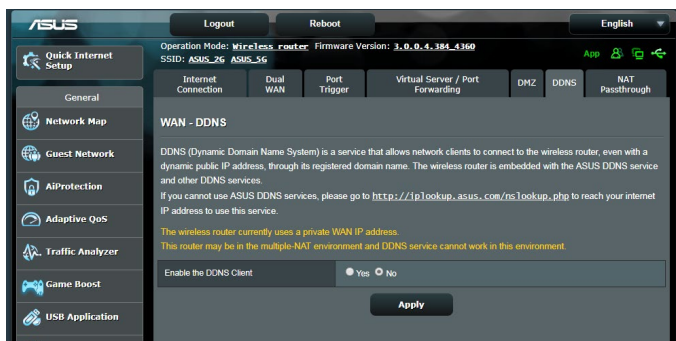 ASUS
Logout
Reboot
English
Quick Internet
Setup
Operation Mode: Wireless router Firmware Version: 3.0.0.4.384_4360
SSID: ASUS_2G ASUS_5G
App
Internet
Connection
Dual
WAN
Port
Trigger
Virtual Server / Port
Forwarding
DMZ
DDNS
NAT
Passthrough
General
Network Map
Guest Network
AiProtection
Adaptive QoS
Traffic Analyzer
Game Boost
USB Application
WAN - DDNS
DDNS (Dynamic Domain Name System) is a service that allows network clients to connect to the wireless router, even with a
dynamic public IP address, through its registered domain name. The wireless router is embedded with the ASUS DDNS service
and other DDNS services.
If you cannot use ASUS DDNS services, please go to http://iplookup.asus.com/nslookup.php to reach your internet
IP address to use this service.
The wireless router currently uses a private WAN IP
address.
This router may be in the multiple-NAT environment and DDNS service cannot work in this environment.
Enable the DDNS Client
Yes
No
Apply